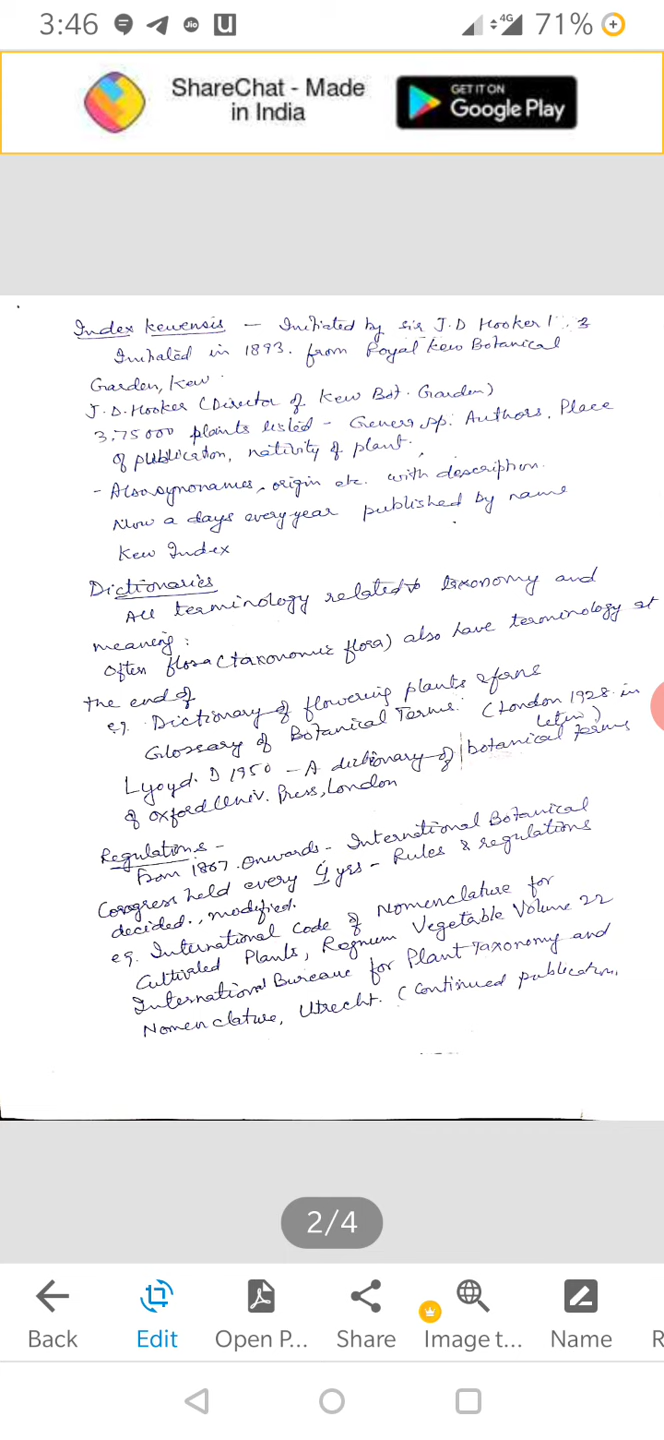 3:46
4G 71%
ShareChat - Made
in India
GET IT ON
Google Play
Index kewensis - Initiated by sir J.D Hooker
Initialed in 1893. from Royal Kew Botanical
Garden, Kew.
J.D. Hooker (Director of Kew Bot. Garden)
3,75000 plants listed - Genera sp. Authors, Place
of publication, nativity of plant.
- Also synonames, origin etc. with description.
Now a days every year published by name
Kew Index
Dictionaries
All terminology related to taxonomy and
meaning:
Often flora (taxonomic flora) also have terminology at
the end of
eg. Dictionary of flowering plants & ferns
Glossary of Botanical Terms. (London 1928 in
Lyoyd. D 1950 - A dictionary of botanical terms
of Oxford Univ. Press, London
Regulations -
From 1867 onwards - International Botanical
Congress held every 4 yrs - Rules & regulations
decided., modified.
eg. International Code of Nomenclature for
Cultivated Plants, Regnum Vegetable Volume 22
International Bureaue for Plant Taxonomy and
Nomenclature, Utrecht. (Continued publication.
2/4
Back
Edit
Open P...
Share
Image t...
Name
R